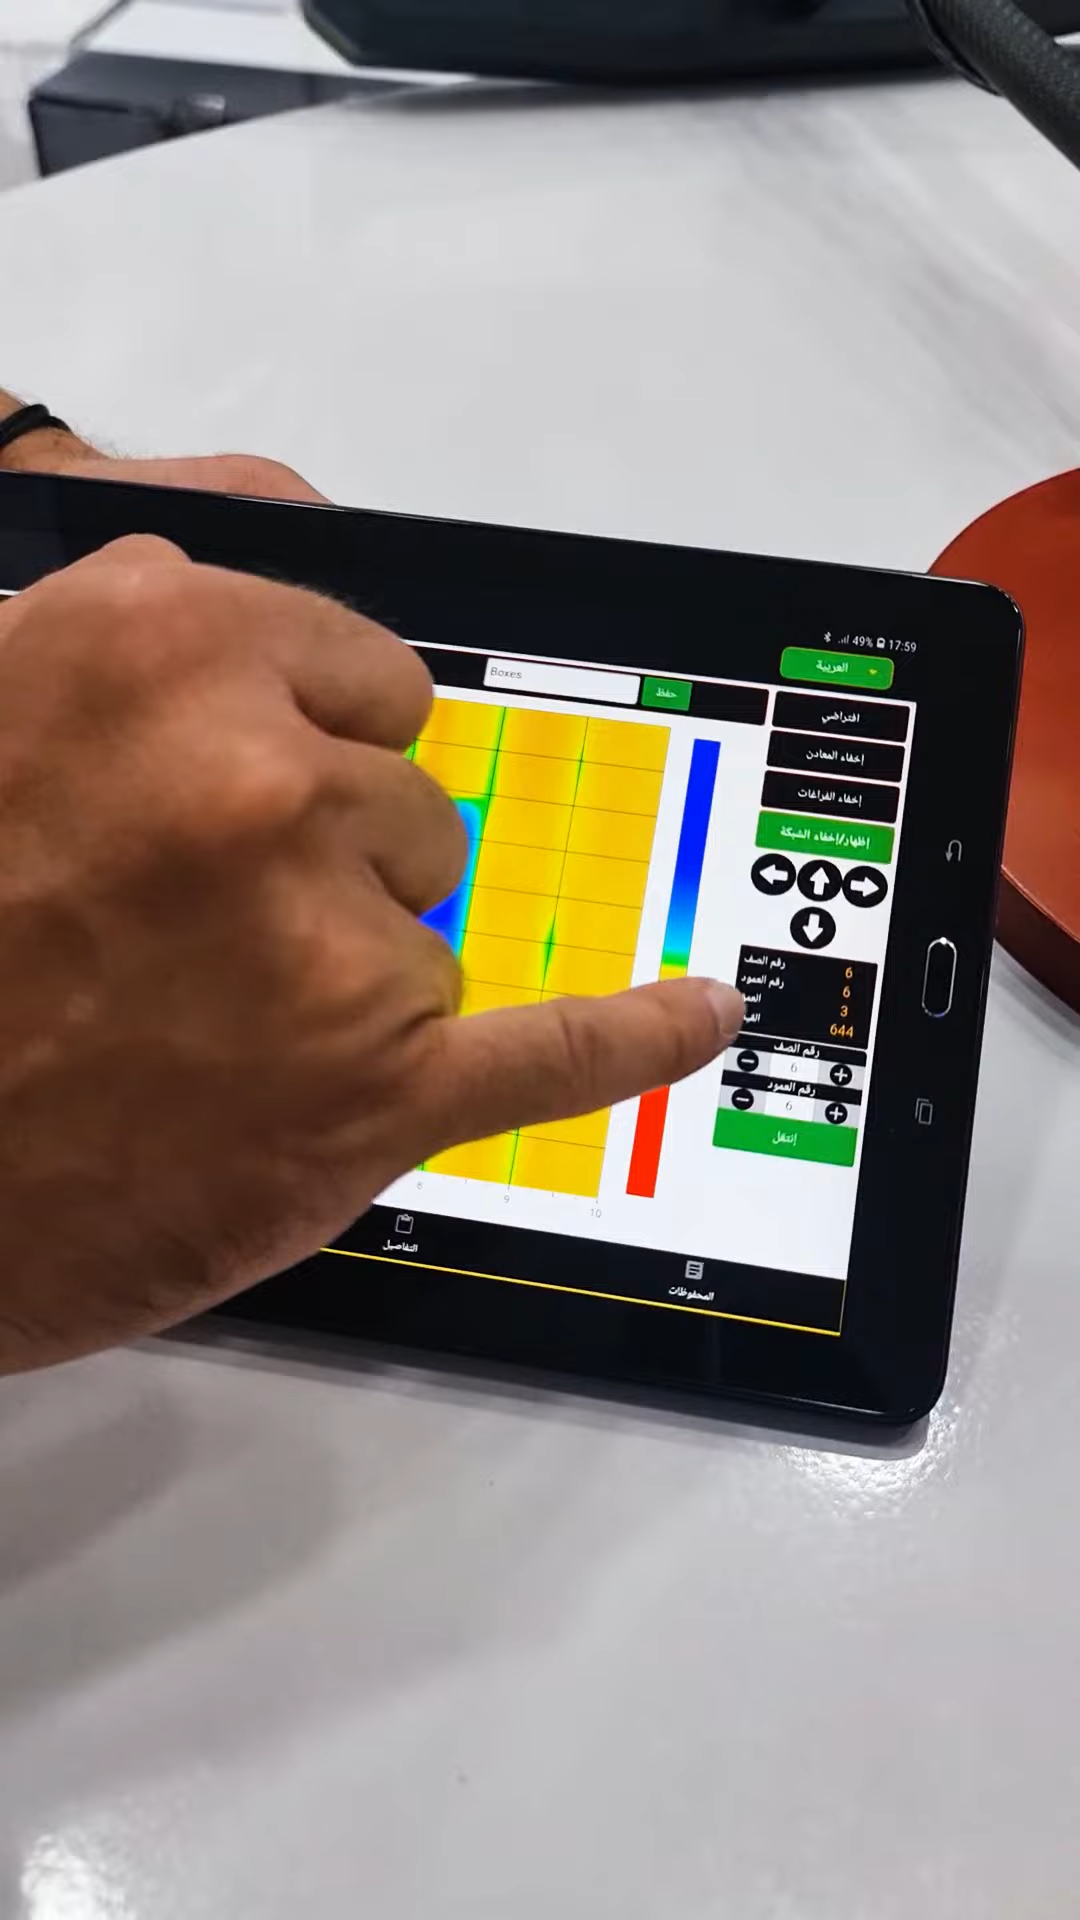 49% 17:59
العربية
Boxes
حفظ
افتراضي
إخفاء المعادن
إخفاء الفراغات
إظهار/إخفاء الشبكة
رقم الصف 6
رقم العمود 6
3
644
رقم الصف
6
رقم العمود
6
إنتقل
8 9 10
التفاصيل
المحفوظات